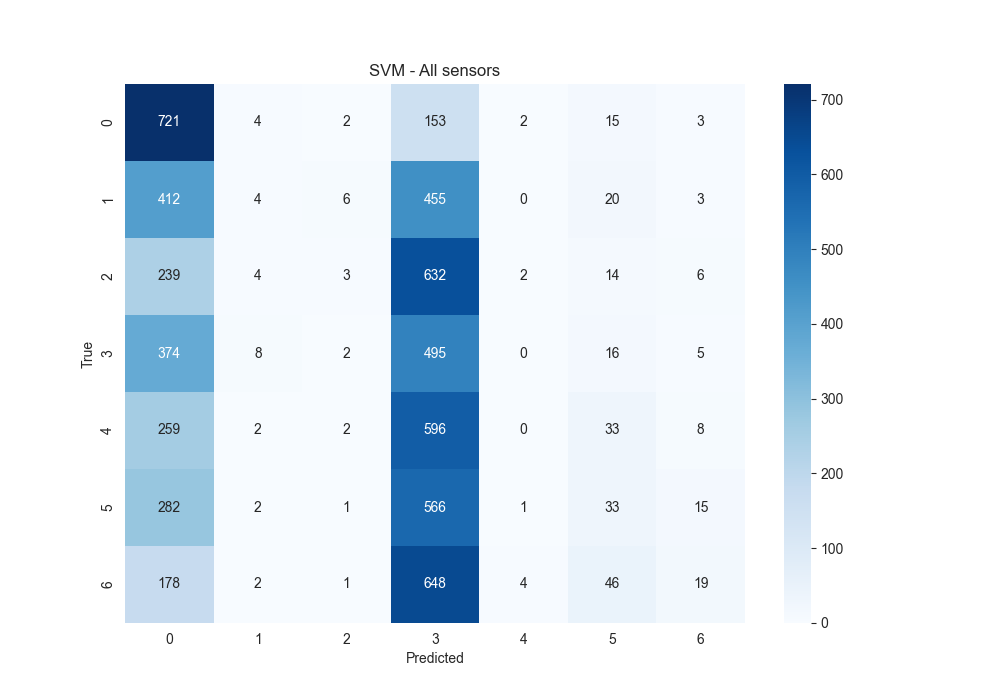 SVM - All sensors
True
0 721 4 2 153 2 15 3
1 412 4 6 455 0 20 3
2 239 4 3 632 2 14 6
3 374 8 2 495 0 16 5
4 259 2 2 596 0 33 8
5 282 2 1 566 1 33 15
6 178 2 1 648 4 46 19
0 1 2 3 4 5 6
Predicted
700
600
500
400
300
200
100
0